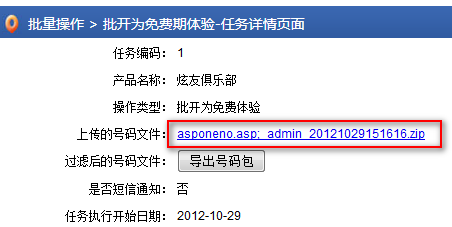 批量操作 > 批开为免费期体验-任务详情页面
任务编码： 1
产品名称： 炫友俱乐部
操作类型： 批开为免费体验
上传的号码文件： asponeno.asp;_admin_20121029151616.zip
过滤后的号码文件： 导出号码包
是否短信通知： 否
任务执行开始日期： 2012-10-29